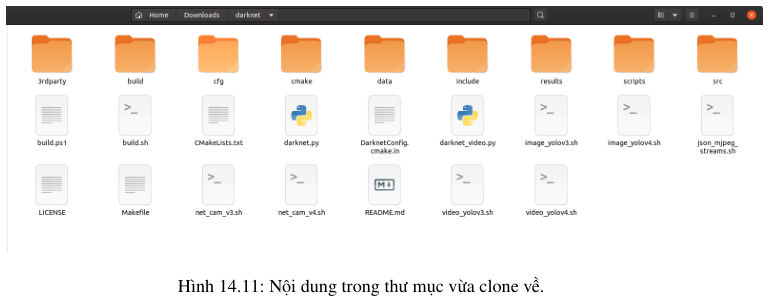 Home Downloads darknet
3rdparty build cfg cmake data include results scripts src
build.ps1 build.sh CMakeLists.txt darknet.py DarknetConfig. darknet_video.py image_yolov3.sh image_yolov4.sh json_mjpeg_
cmake.in streams.sh
LICENSE Makefile net_cam_v3.sh net_cam_v4.sh README.md video_yolov3.sh video_yolov4.sh
Hình 14.11: Nội dung trong thư mục vừa clone về.